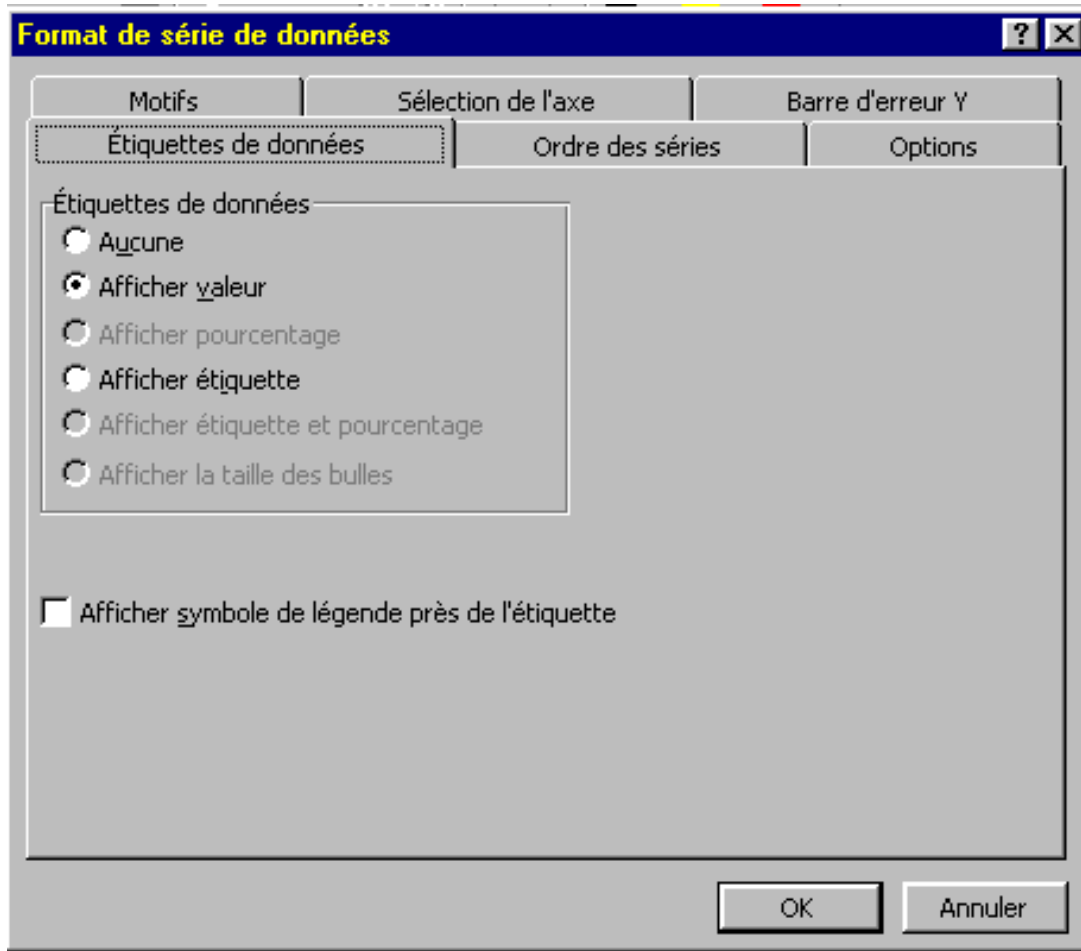 Format de série de données
Motifs Sélection de l'axe Barre d'erreur Y
Étiquettes de données Ordre des séries Options
Étiquettes de données
Aucune
Afficher valeur
Afficher pourcentage
Afficher étiquette
Afficher étiquette et pourcentage
Afficher la taille des bulles
Afficher symbole de légende près de l'étiquette
OK Annuler